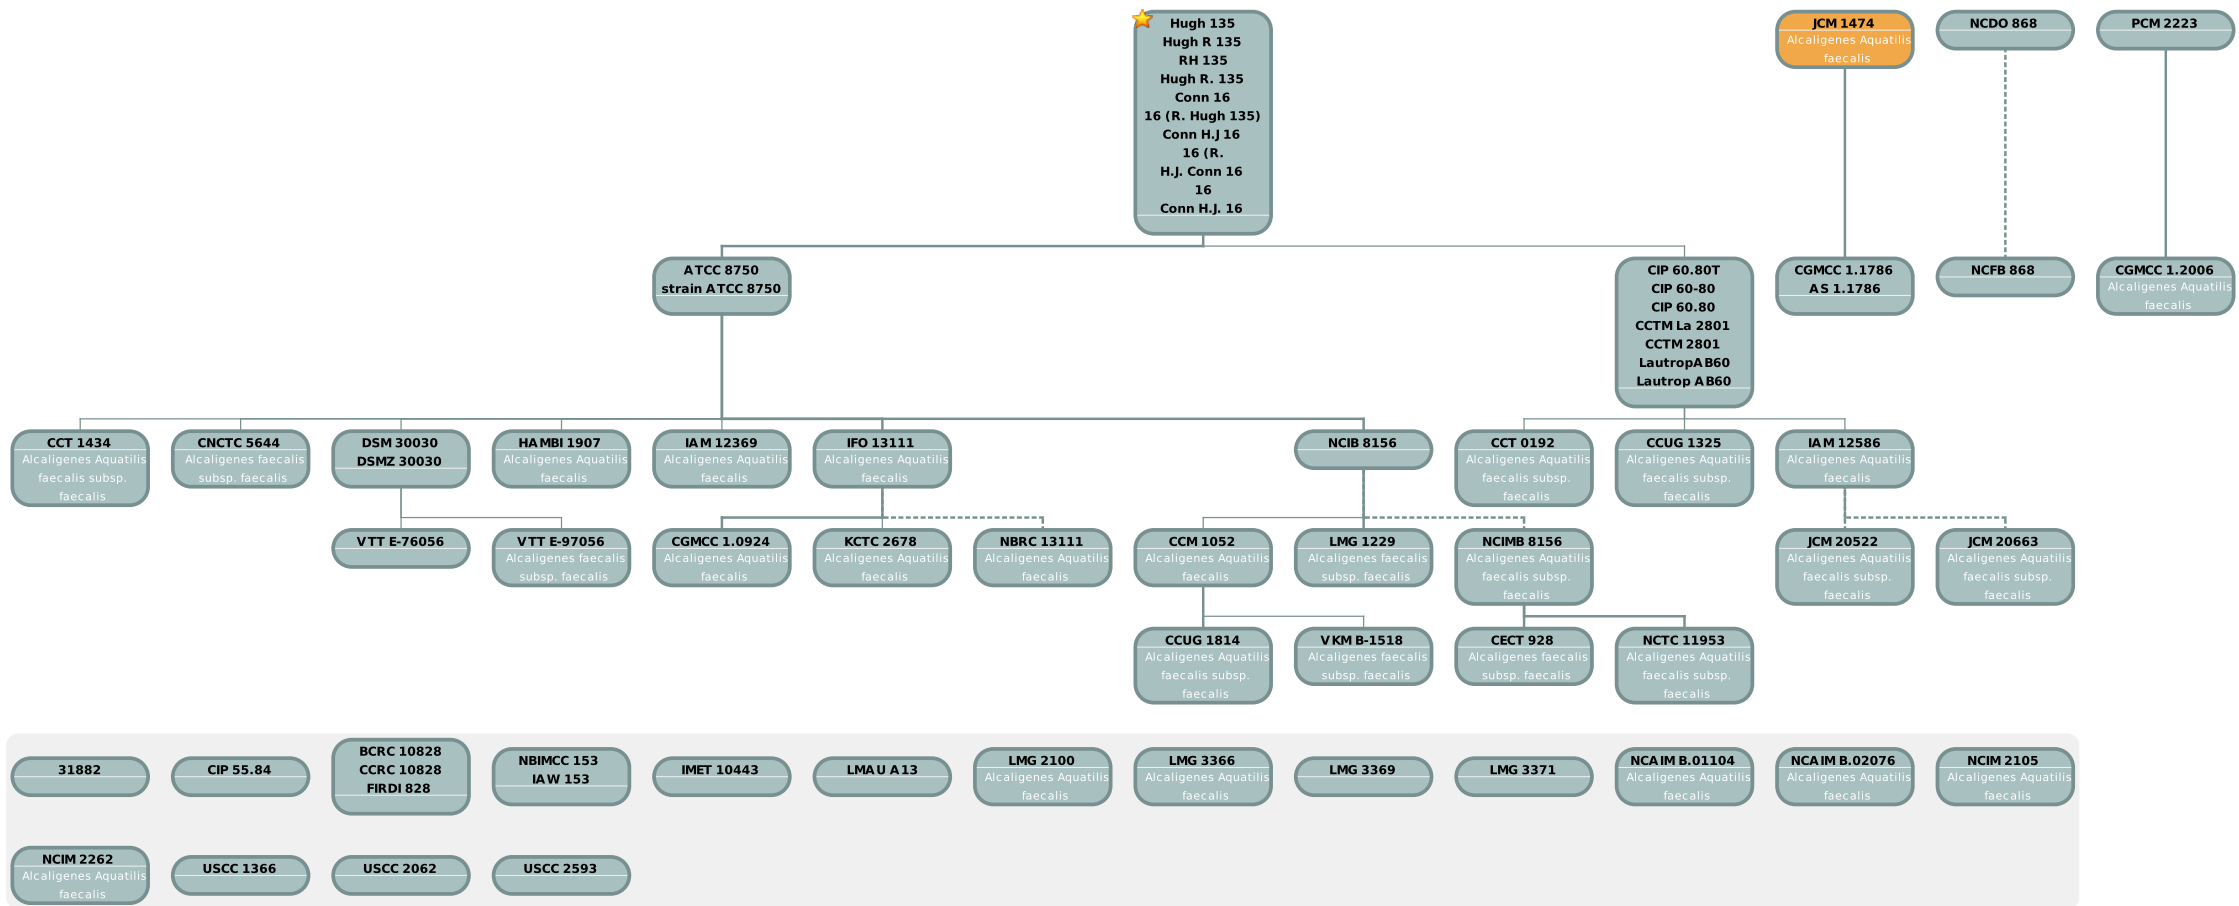 Hugh 135
Hugh R 135
RH 135
Hugh R. 135
Conn 16
16 (R. Hugh 135)
Conn H.J 16
16 (R.
H.J. Conn 16
16
Conn H.J. 16
JCM 1474
Alcaligenes Aquatilis
faecalis
NCDO 868
PCM 2223
ATCC 8750
strain ATCC 8750
CIP 60.80T
CIP 60-80
CIP 60.80
CCTM La 2801
CCTM 2801
LautropAB60
Lautrop AB60
CGMCC 1.1786
AS 1.1786
NCFB 868
CGMCC 1.2006
Alcaligenes Aquatilis
faecalis
CCT 1434
Alcaligenes Aquatilis
faecalis subsp.
faecalis
CNCTC 5644
Alcaligenes faecalis
subsp. faecalis
DSM 30030
DSMZ 30030
HAMBI 1907
Alcaligenes Aquatilis
faecalis
IAM 12369
Alcaligenes Aquatilis
faecalis
IFO 13111
Alcaligenes Aquatilis
faecalis
NCIB 8156
CCT 0192
Alcaligenes Aquatilis
faecalis subsp.
faecalis
CCUG 1325
Alcaligenes Aquatilis
faecalis subsp.
faecalis
IAM 12586
Alcaligenes Aquatilis
faecalis
VTT E-76056
VTT E-97056
Alcaligenes faecalis
subsp. faecalis
CGMCC 1.0924
Alcaligenes Aquatilis
faecalis
KCTC 2678
Alcaligenes Aquatilis
faecalis
NBRC 13111
Alcaligenes Aquatilis
faecalis
CCM 1052
Alcaligenes Aquatilis
faecalis
LMG 1229
Alcaligenes faecalis
subsp. faecalis
NCIMB 8156
Alcaligenes Aquatilis
faecalis subsp.
faecalis
JCM 20522
Alcaligenes Aquatilis
faecalis subsp.
faecalis
JCM 20663
Alcaligenes Aquatilis
faecalis subsp.
faecalis
CCUG 1814
Alcaligenes Aquatilis
faecalis subsp.
faecalis
VKM B-1518
Alcaligenes faecalis
subsp. faecalis
CECT 928
Alcaligenes faecalis
subsp. faecalis
NCTC 11953
Alcaligenes Aquatilis
faecalis subsp.
faecalis
31882
CIP 55.84
BCRC 10828
CCRC 10828
FIRDI 828
NBIMCC 153
IAW 153
IMET 10443
LMAU A13
LMG 2100
Alcaligenes Aquatilis
faecalis
LMG 3366
Alcaligenes Aquatilis
faecalis
LMG 3369
LMG 3371
NCAIM B.01104
Alcaligenes Aquatilis
faecalis
NCAIM B.02076
Alcaligenes Aquatilis
faecalis
NCIM 2105
Alcaligenes Aquatilis
faecalis
NCIM 2262
Alcaligenes Aquatilis
faecalis
USCC 1366
USCC 2062
USCC 2593